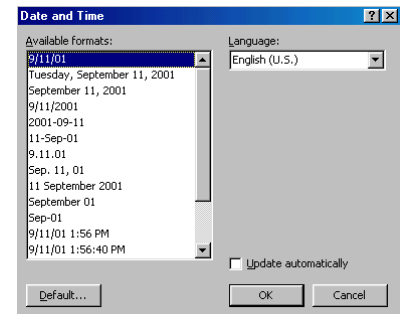 Date and Time
Available formats:
Language:
9/11/01
English (U.S.)
Tuesday, September 11, 2001
September 11, 2001
9/11/2001
2001-09-11
11-Sep-01
9.11.01
Sep. 11, 01
11 September 2001
September 01
Sep-01
9/11/01 1:56 PM
9/11/01 1:56:40 PM
Update automatically
Default...
OK
Cancel